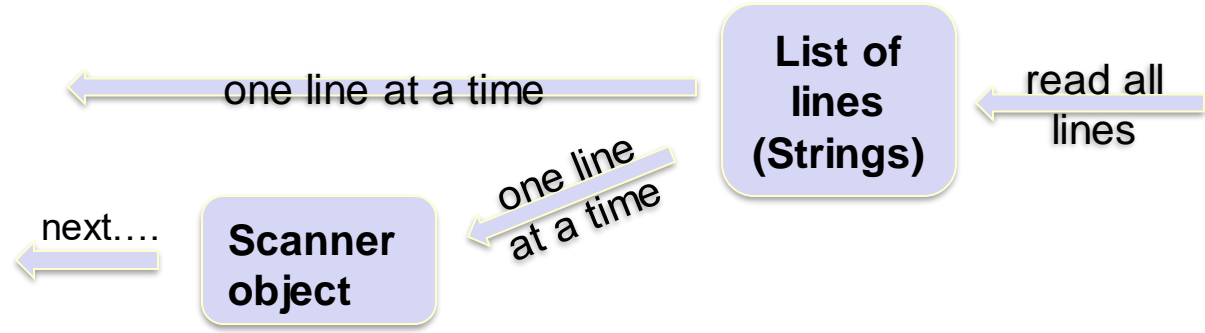 List of
lines
(Strings)
read all
lines
one line at a time
one line
at a time
next....
Scanner
object